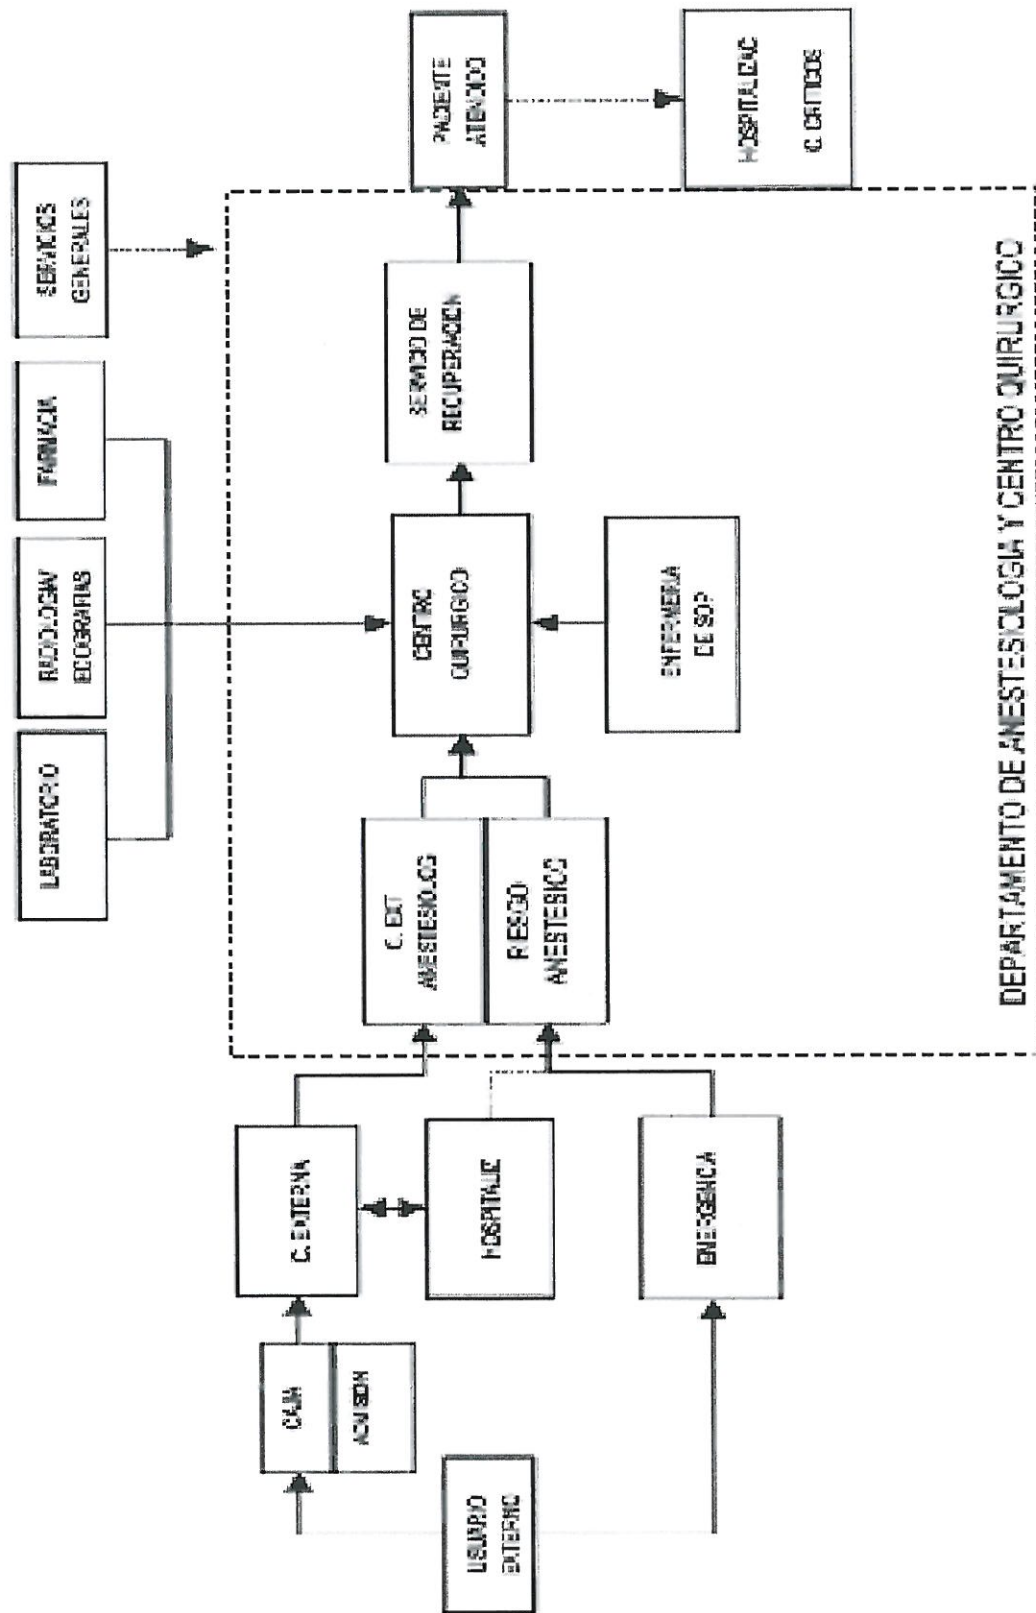 LABORATORIO
RADIOLOGIA/
ECOGRAFIAS
FARMACIA
SERVICIOS
GENERALES
USUARIO
EXTERNO
CAJA
ADMISION
C. EXTERNA
HOSPITALIZ
EMERGENCIA
C. EXT
ANESTESIOLOG
RIESGO
ANESTESICO
CENTRO
QUIRURGICO
ENFERMERIA
DE SOP
SERVICIO DE
RECUPERACION
PACIENTE
ATENDIDO
HOSPITALIZAC
C. CRITICOS
DEPARTAMENTO DE ANESTESIOLOGIA Y CENTRO QUIRURGICO